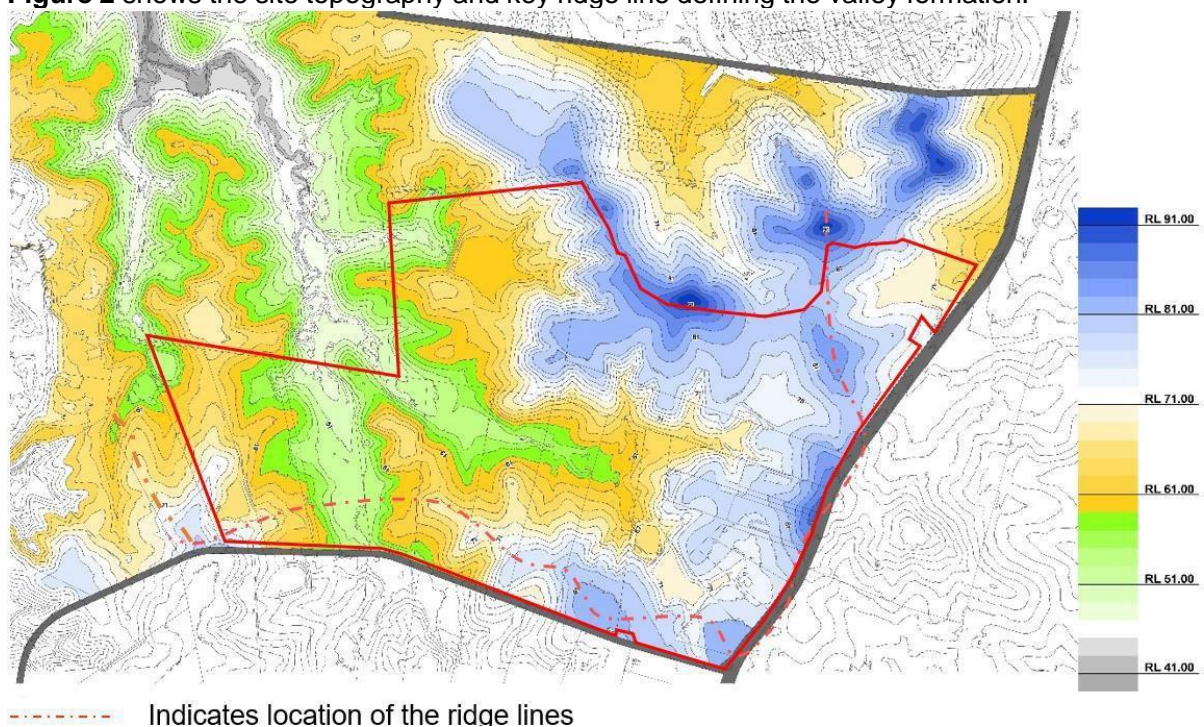 Figure 2 shows the site topography and key ridge line defining the valley formation.
RL 91.00
RL 81.00
RL 71.00
RL 61.00
RL 51.00
RL 41.00
Indicates location of the ridge lines